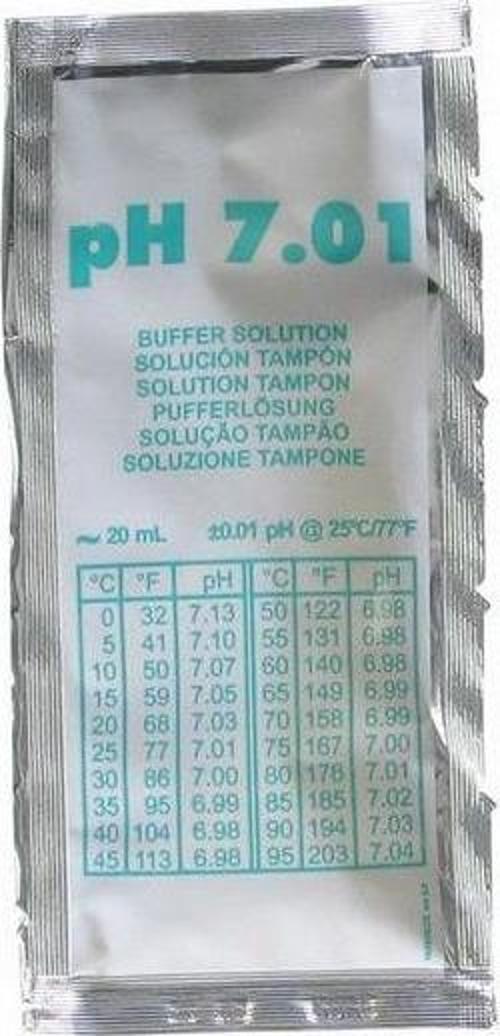 pH 7.01
BUFFER SOLUTION
SOLUCIÓN TAMPÓN
SOLUTION TAMPON
PUFFERLÖSUNG
SOLUÇÃO TAMPÃO
SOLUZIONE TAMPONE
~ 20 mL ±0.01 pH @ 25°C/77°F
°C °F pH °C °F pH
0 32 7.13 50 122 6.98
5 41 7.10 55 131 6.98
10 50 7.07 60 140 6.98
15 59 7.05 65 149 6.99
20 68 7.03 70 158 6.99
25 77 7.01 75 167 7.00
30 86 7.00 80 176 7.01
35 95 6.99 85 185 7.02
40 104 6.98 90 194 7.03
45 113 6.98 95 203 7.04